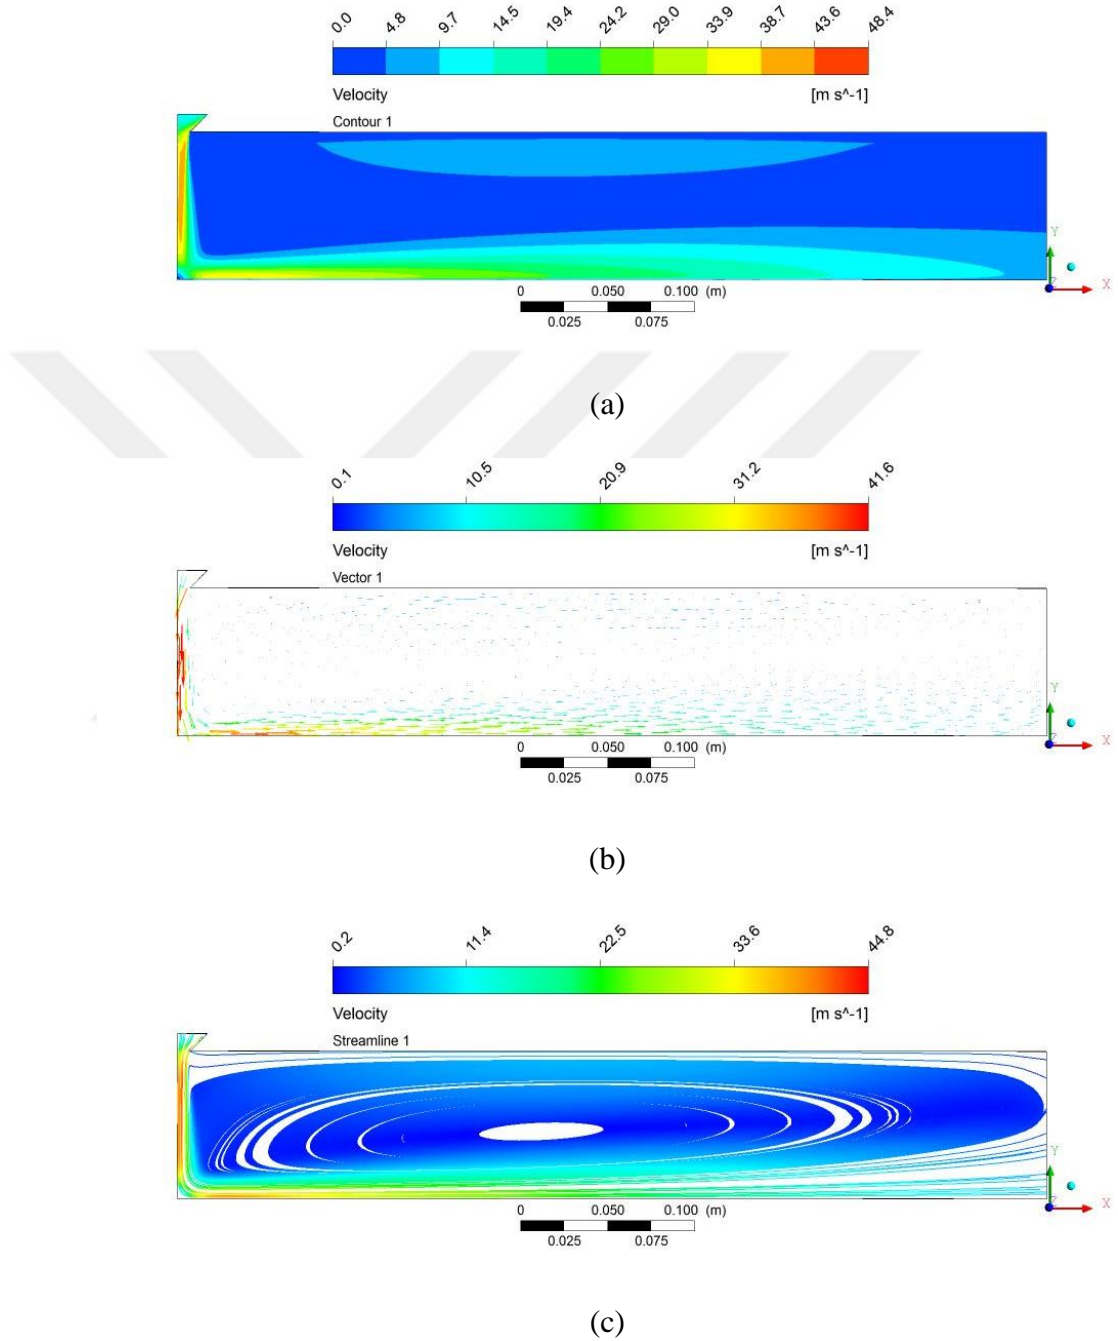 0.0 4.8 9.7 14.5 19.4 24.2 29.0 33.9 38.7 43.6 48.4
Velocity [m s^-1]
Contour 1
Y
X
0 0.050 0.100 (m)
0.025 0.075
(a)
0.1 10.5 20.9 31.2 41.6
Velocity [m s^-1]
Vector 1
Y
X
0 0.050 0.100 (m)
0.025 0.075
(b)
0.2 11.4 22.5 33.6 44.8
Velocity [m s^-1]
Streamline 1
Y
X
0 0.050 0.100 (m)
0.025 0.075
(c)